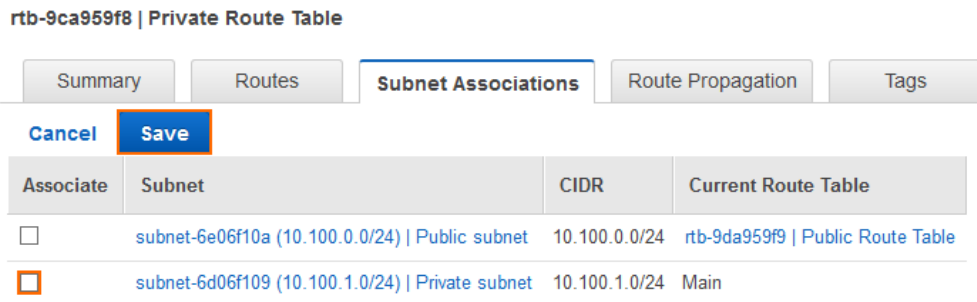 rtb-9ca959f8 | Private Route Table
Summary Routes Subnet Associations Route Propagation Tags
Cancel Save
Associate Subnet CIDR Current Route Table
subnet-6e06f10a (10.100.0.0/24) | Public subnet 10.100.0.0/24 rtb-9da959f9 | Public Route Table
subnet-6d06f109 (10.100.1.0/24) | Private subnet 10.100.1.0/24 Main